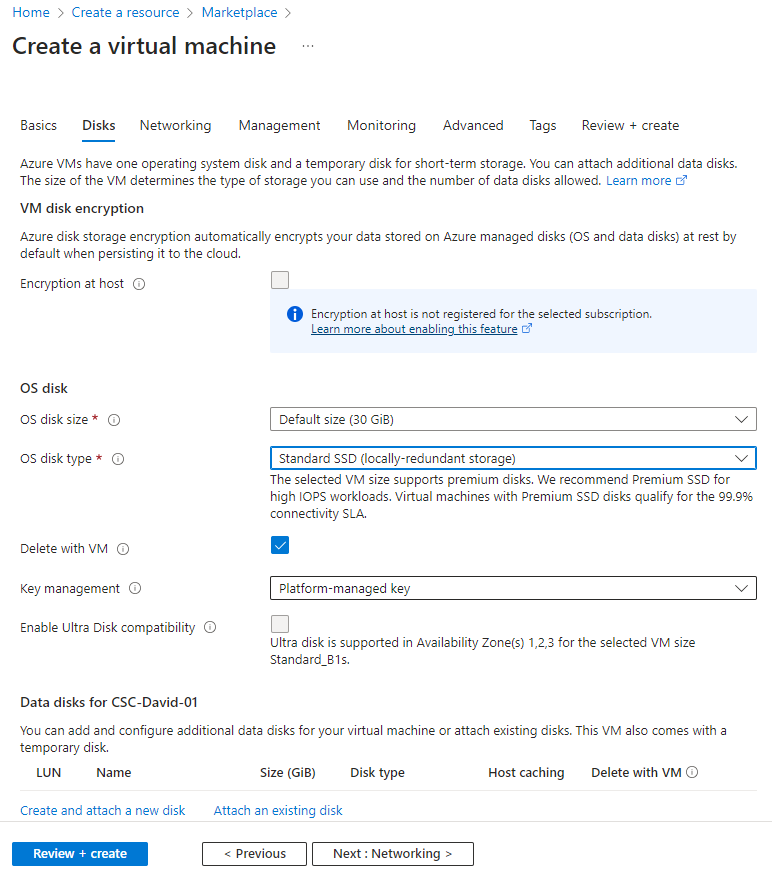 Home > Create a resource > Marketplace >
Create a virtual machine ...
Basics Disks Networking Management Monitoring Advanced Tags Review + create
Azure VMs have one operating system disk and a temporary disk for short-term storage. You can attach additional data disks.
The size of the VM determines the type of storage you can use and the number of data disks allowed. Learn more
VM disk encryption
Azure disk storage encryption automatically encrypts your data stored on Azure managed disks (OS and data disks) at rest by
default when persisting it to the cloud.
Encryption at host
Encryption at host is not registered for the selected subscription.
Learn more about enabling this feature
OS disk
OS disk size * Default size (30 GiB)
OS disk type * Standard SSD (locally-redundant storage)
The selected VM size supports premium disks. We recommend Premium SSD for
high IOPS workloads. Virtual machines with Premium SSD disks qualify for the 99.9%
connectivity SLA.
Delete with VM
Key management Platform-managed key
Enable Ultra Disk compatibility
Ultra disk is supported in Availability Zone(s) 1,2,3 for the selected VM size
Standard_B1s.
Data disks for CSC-David-01
You can add and configure additional data disks for your virtual machine or attach existing disks. This VM also comes with a
temporary disk.
LUN Name Size (GiB) Disk type Host caching Delete with VM
Create and attach a new disk Attach an existing disk
Review + create < Previous Next : Networking >